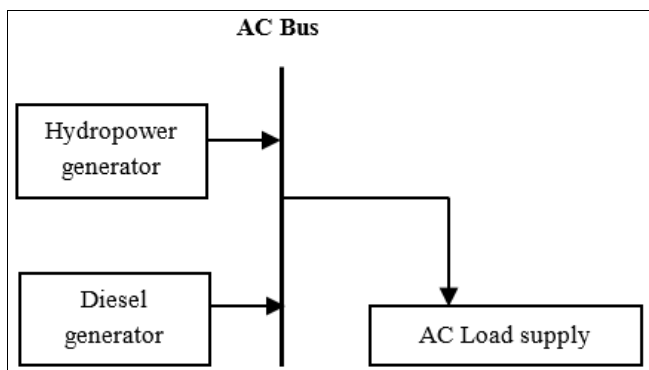 AC Bus
Hydropower
generator
Diesel
generator
AC Load supply